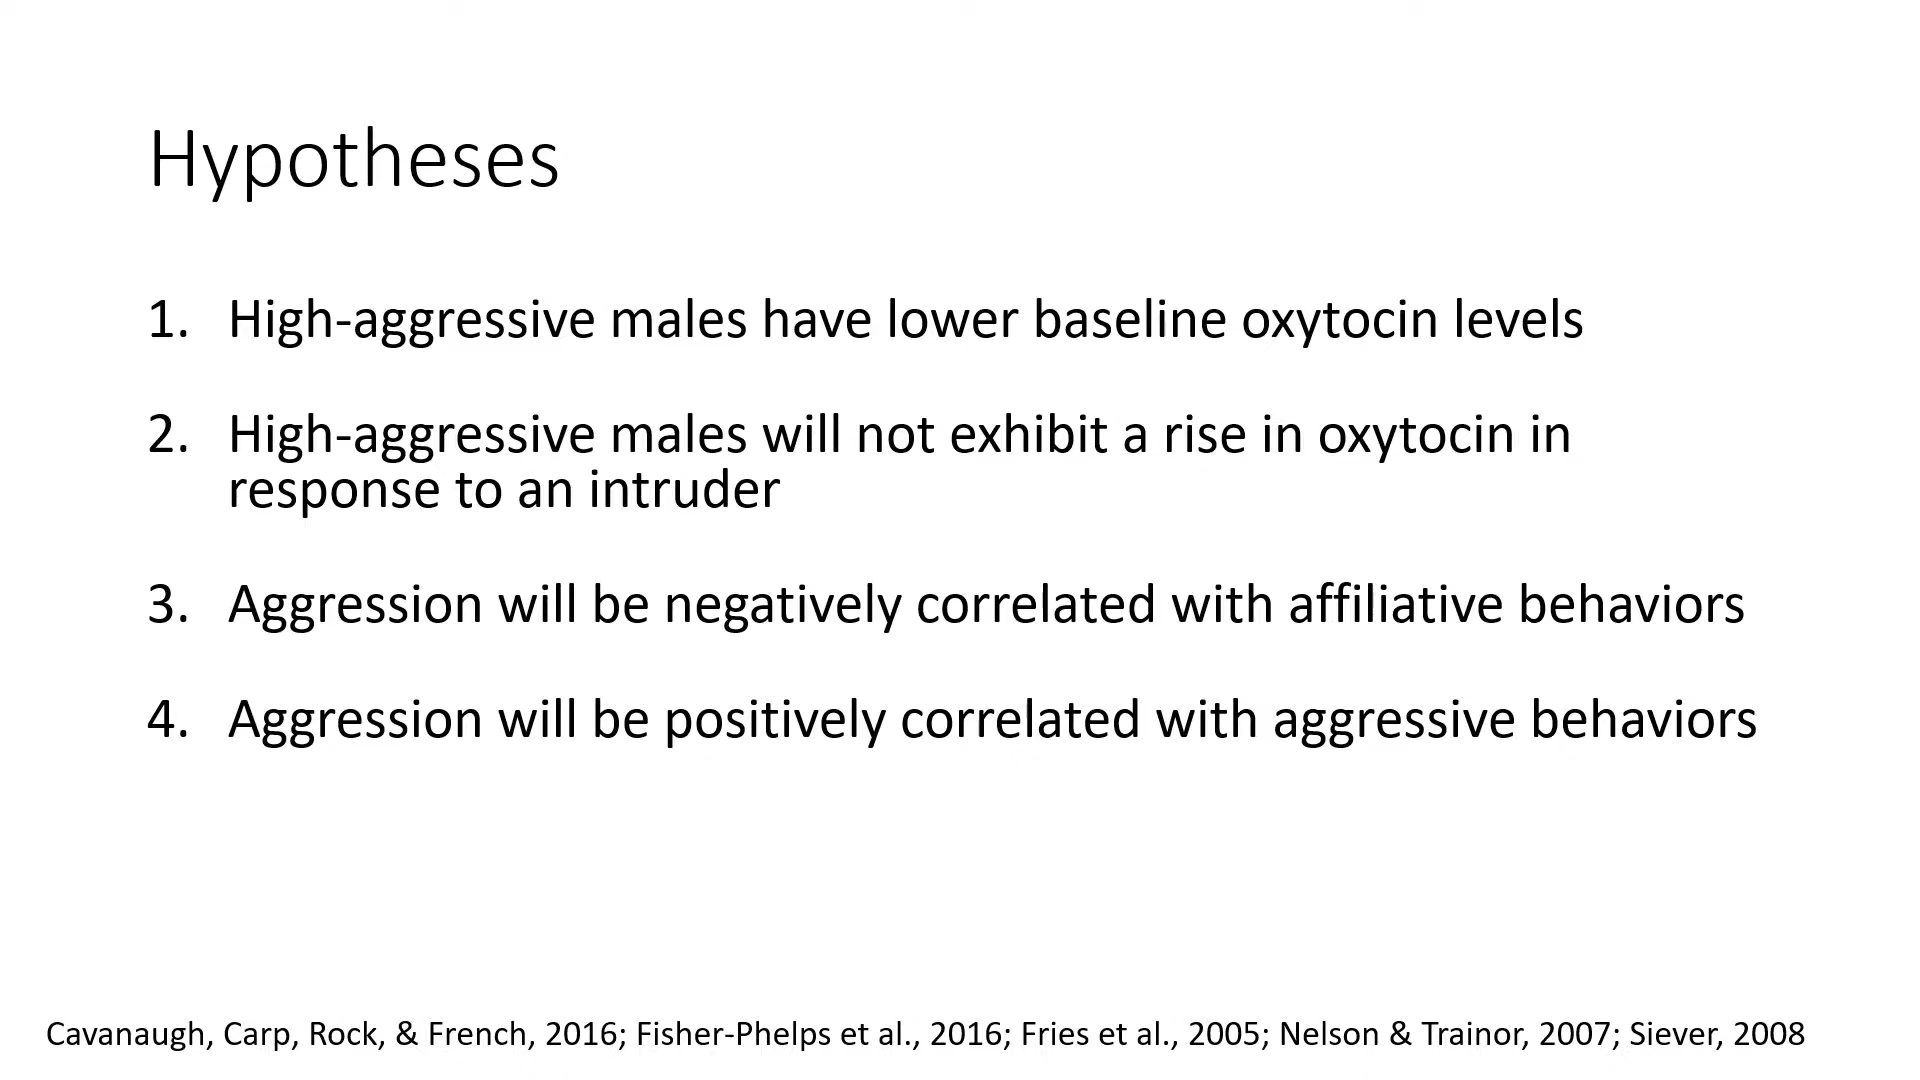 Hypotheses
1. High-aggressive males have lower baseline oxytocin levels
2. High-aggressive males will not exhibit a rise in oxytocin in
response to an intruder
3. Aggression will be negatively correlated with affiliative behaviors
4. Aggression will be positively correlated with aggressive behaviors
Cavanaugh, Carp, Rock, & French, 2016; Fisher-Phelps et al., 2016; Fries et al., 2005; Nelson & Trainor, 2007; Siever, 2008